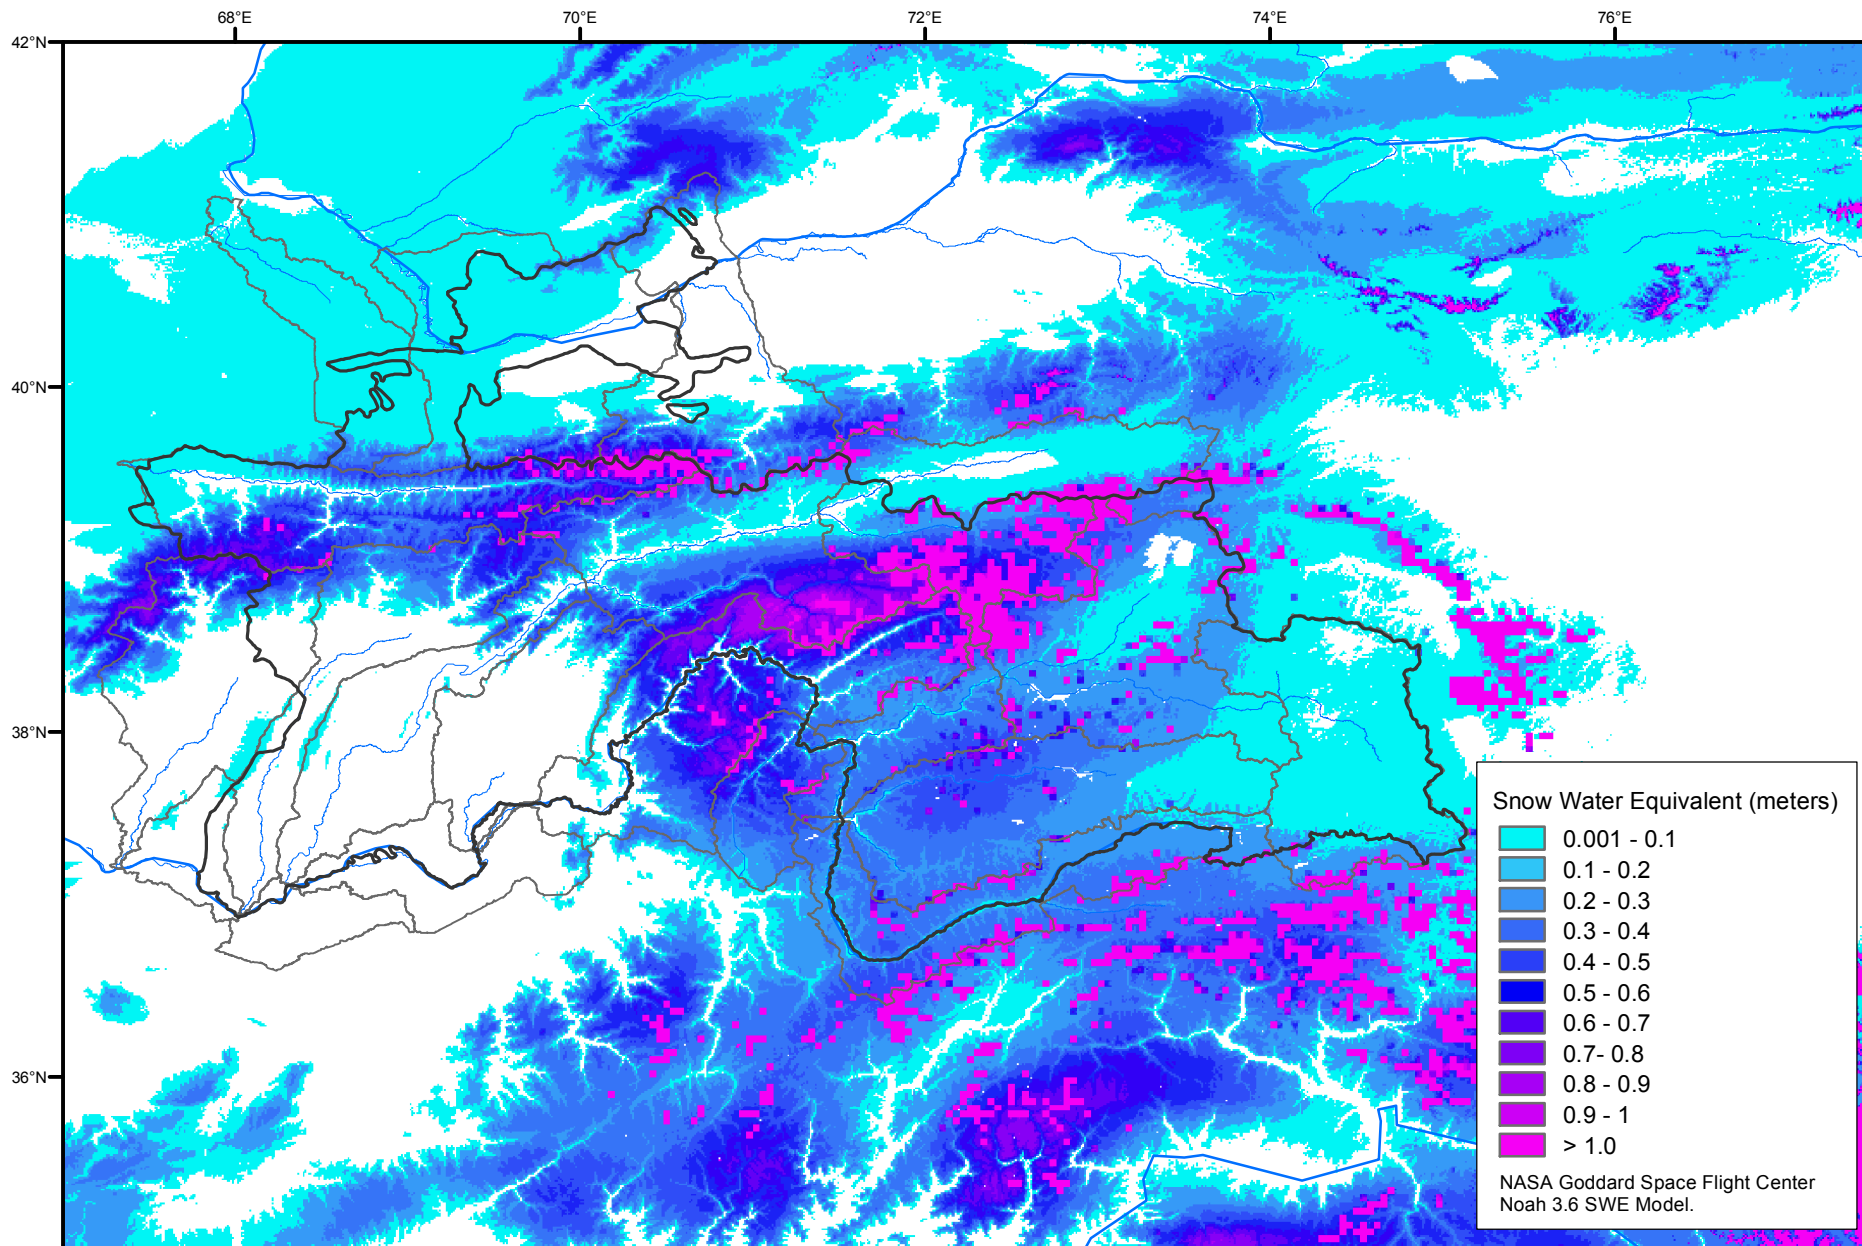 68°E 70°E 72°E 74°E 76°E
42°N
40°N
38°N
36°N
Snow Water Equivalent (meters)
0.001 - 0.1
0.1 - 0.2
0.2 - 0.3
0.3 - 0.4
0.4 - 0.5
0.5 - 0.6
0.6 - 0.7
0.7- 0.8
0.8 - 0.9
0.9 - 1
> 1.0
NASA Goddard Space Flight Center
Noah 3.6 SWE Model.